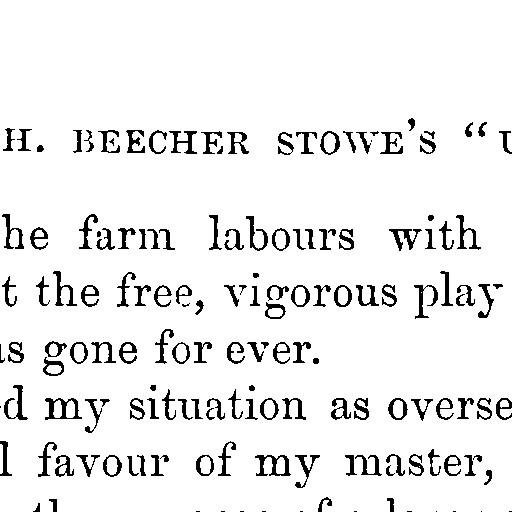 H. BEECHER STOWE'S "U
he farm labours with
t the free, vigorous play
as gone for ever.
d my situation as overse
l favour of my master,